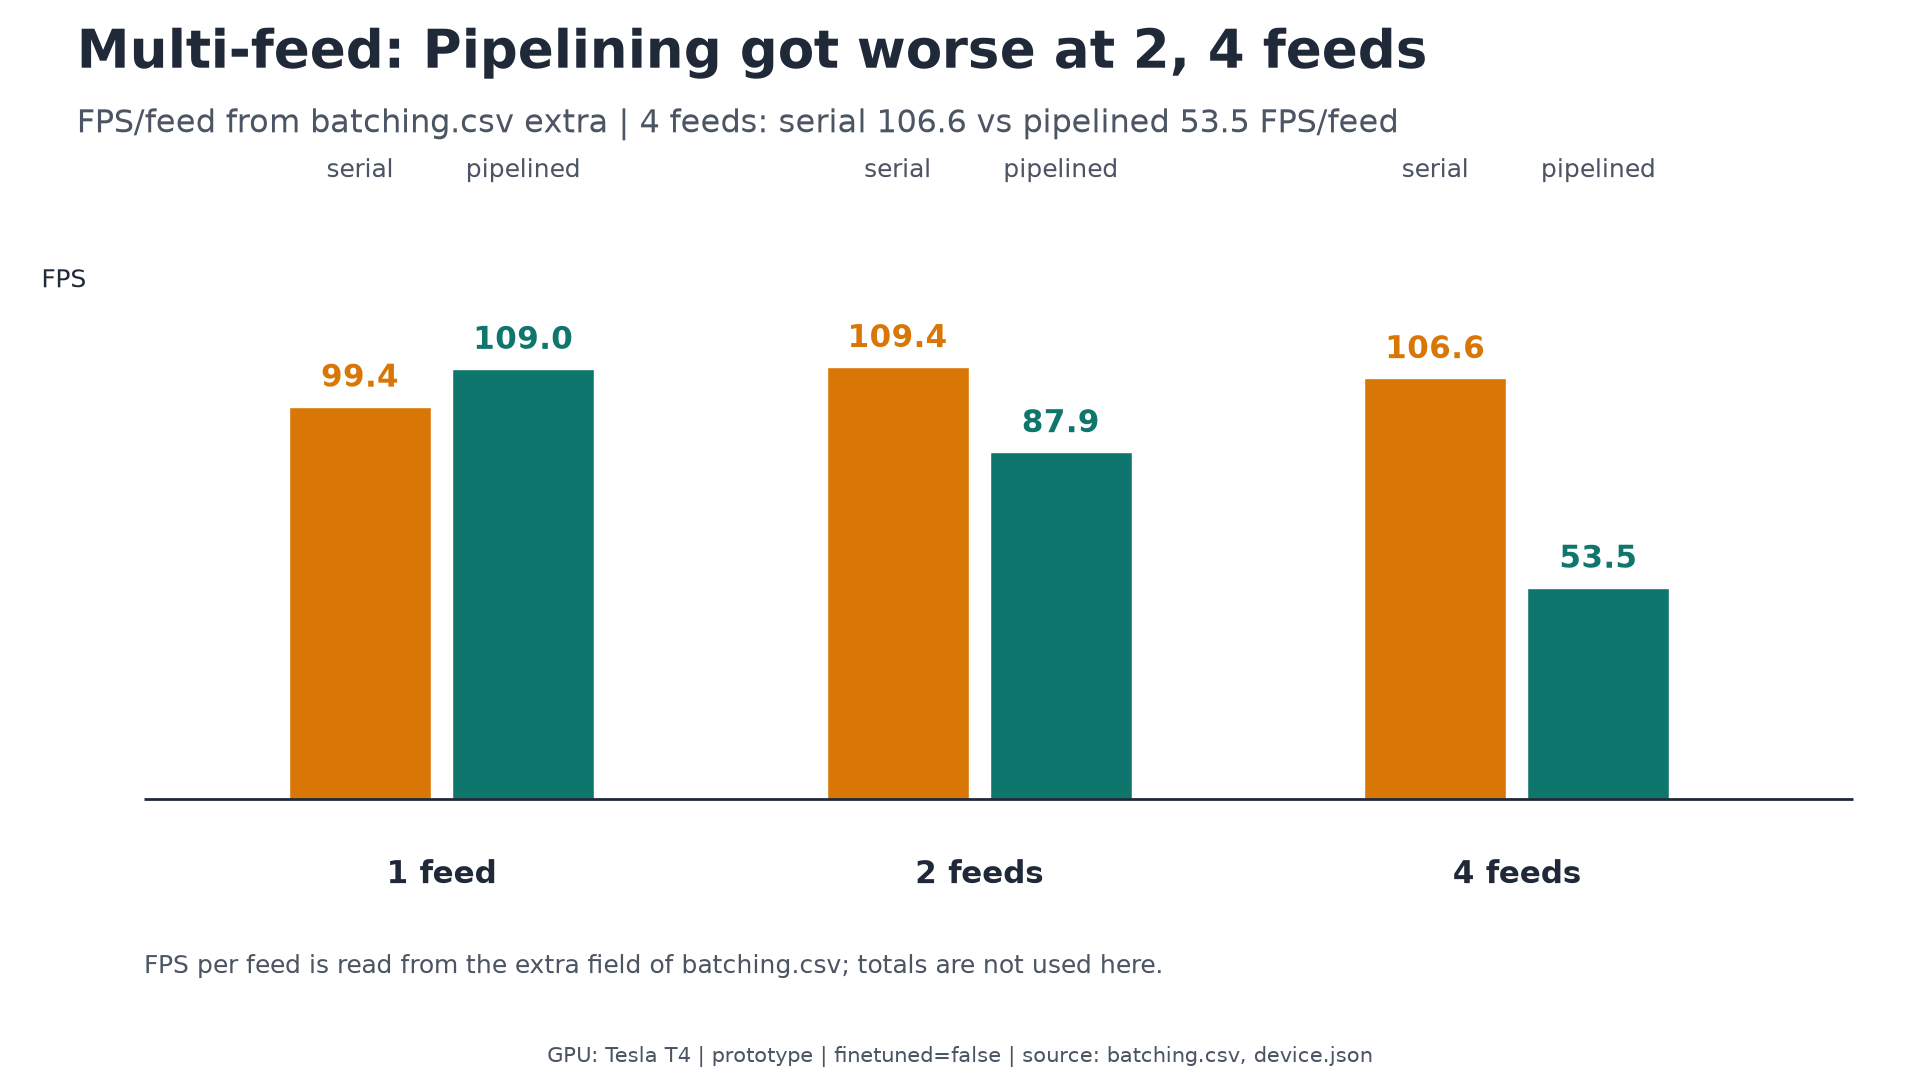 Multi-feed: Pipelining got worse at 2, 4 feeds
FPS/feed from batching.csv extra | 4 feeds: serial 106.6 vs pipelined 53.5 FPS/feed
serial pipelined serial pipelined serial pipelined
FPS
99.4 109.0 109.4 87.9 106.6 53.5
1 feed 2 feeds 4 feeds
FPS per feed is read from the extra field of batching.csv; totals are not used here.
GPU: Tesla T4 | prototype | finetuned=false | source: batching.csv, device.json